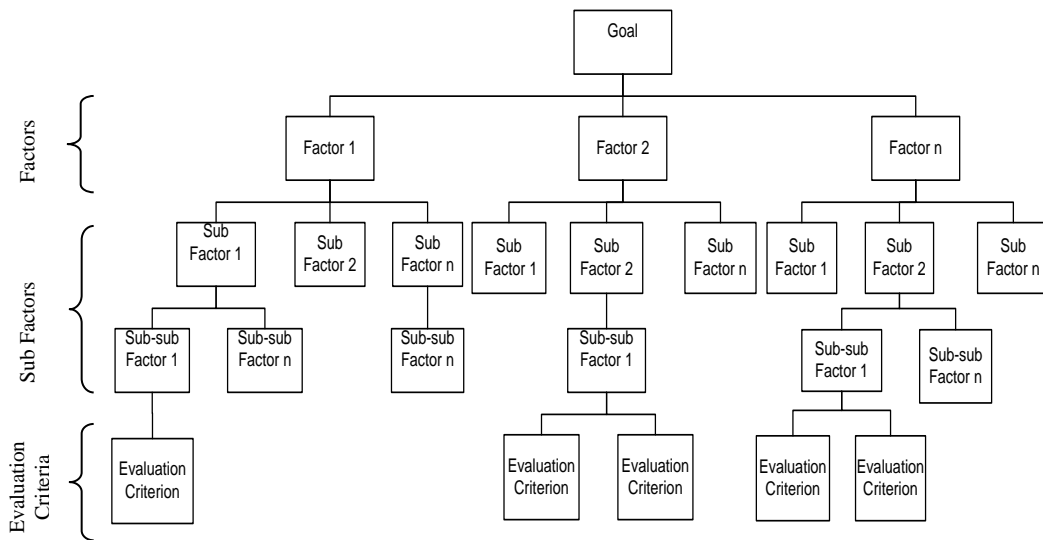 Goal
Factors
Factor 1
Factor 2
Factor n
Sub Factors
Sub
Factor 1
Sub
Factor 2
Sub
Factor n
Sub
Factor 1
Sub
Factor 2
Sub
Factor n
Sub
Factor 1
Sub
Factor 2
Sub
Factor n
Sub-sub
Factor 1
Sub-sub
Factor n
Sub-sub
Factor n
Sub-sub
Factor 1
Sub-sub
Factor 1
Sub-sub
Factor n
Evaluation
Criteria
Evaluation
Criterion
Evaluation
Criterion
Evaluation
Criterion
Evaluation
Criterion
Evaluation
Criterion